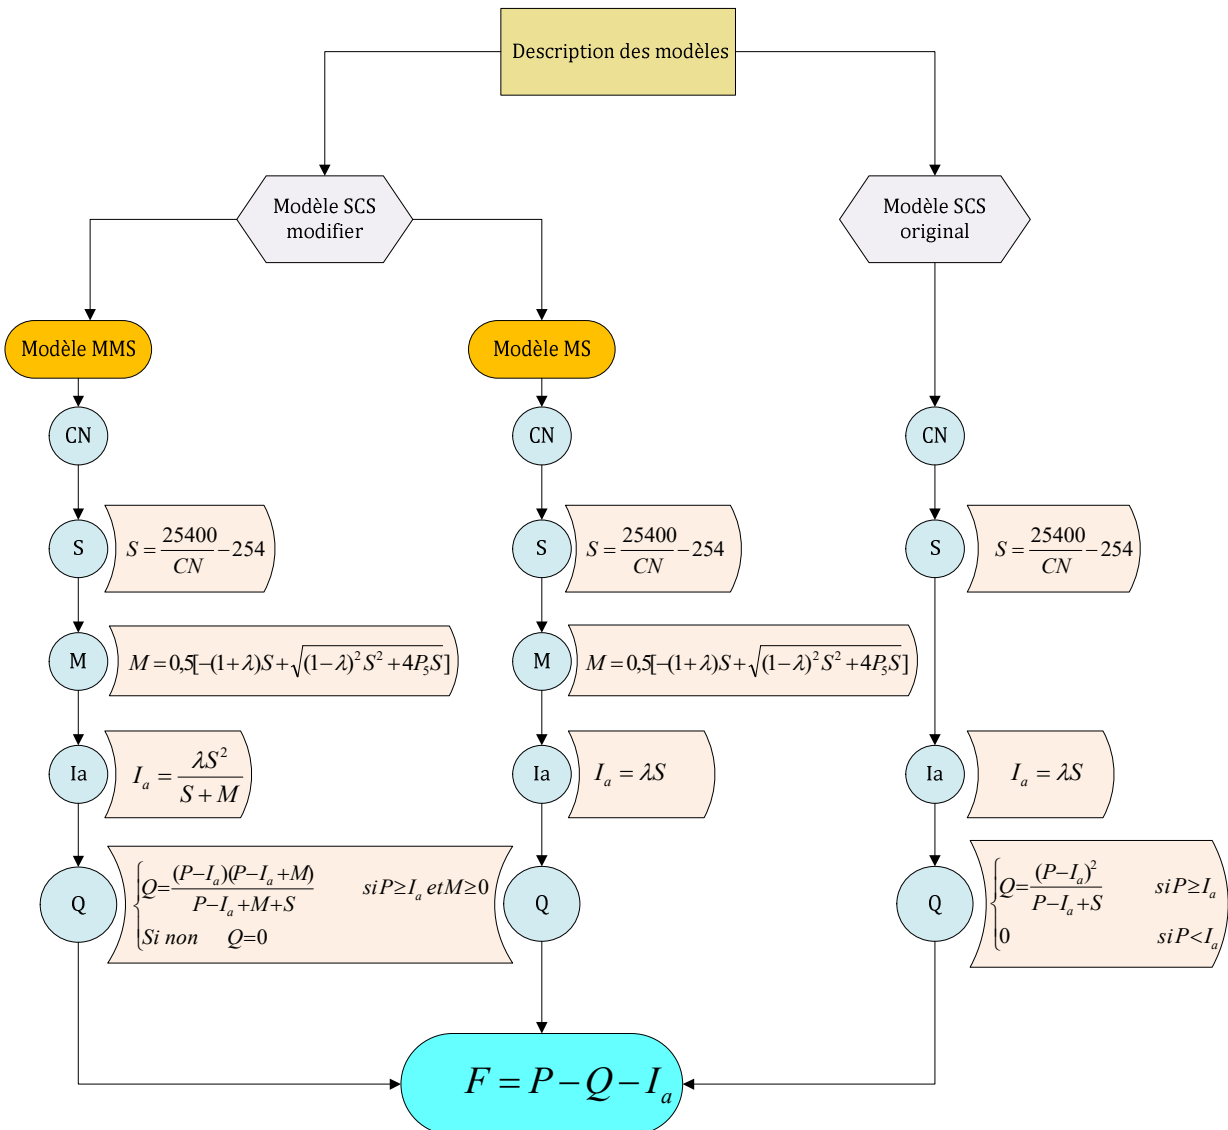 Description des modèles
Modèle SCS
modifier
Modèle SCS
original
Modèle MMS
Modèle MS
CN
CN
CN
S
S = 25400/CN − 254
S
S = 25400/CN − 254
S
S = 25400/CN − 254
M
M = 0,5[−(1+λ)S + √((1−λ)²S² + 4P₅S)]
M
M = 0,5[−(1+λ)S + √((1−λ)²S² + 4P₅S)]
Ia
Iₐ = λS²/(S + M)
Ia
Iₐ = λS
Ia
Iₐ = λS
Q
Q = (P−Iₐ)(P−Iₐ+M)/(P−Iₐ+M+S) si P ≥ Iₐ et M ≥ 0
Si non Q=0
Q
Q
Q = (P−Iₐ)²/(P−Iₐ+S) si P ≥ Iₐ
0 si P < Iₐ
F = P − Q − Iₐ